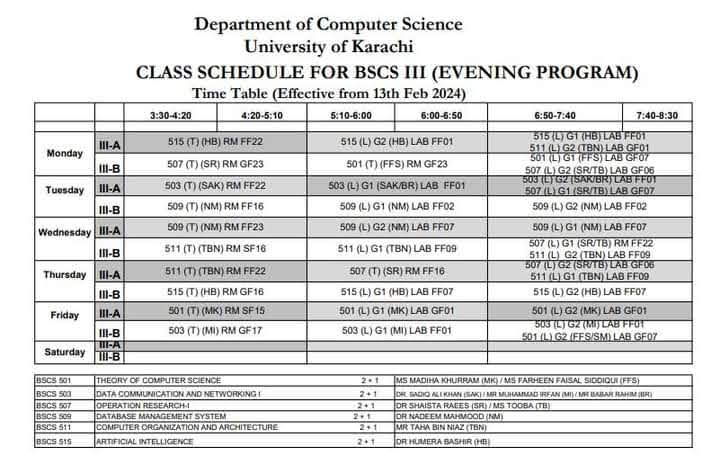 Department of Computer Science
University of Karachi
CLASS SCHEDULE FOR BSCS III (EVENING PROGRAM)
Time Table (Effective from 13th Feb 2024)
3:30-4:20 4:20-5:10 5:10-6:00 6:00-6:50 6:50-7:40 7:40-8:30
Monday
III-A 515 (T) (HB) RM FF22 515 (L) G2 (HB) LAB FF01 515 (L) G1 (HB) LAB FF01
511 (L) G2 (TBN) LAB GF01
III-B 507 (T) (SR) RM GF23 501 (T) (FFS) RM GF23 501 (L) G1 (FFS) LAB GF07
507 (L) G2 (SR/TB) LAB GF06
Tuesday III-A 503 (T) (SAK) RM FF22 503 (L) G1 (SAK/BR) LAB FF01 503 (L) G2 (SAK/BR) LAB FF01
507 (L) G1 (SR/TB) LAB GF07
III-B 509 (T) (NM) RM FF16 509 (L) G1 (NM) LAB FF02 509 (L) G2 (NM) LAB FF02
Wednesday III-A 509 (T) (NM) RM FF23 509 (L) G2 (NM) LAB FF07 509 (L) G1 (NM) LAB FF07
III-B 511 (T) (TBN) RM SF16 511 (L) G1 (TBN) LAB FF09 507 (L) G1 (SR/TB) RM FF22
511 (L) G2 (TBN) LAB FF09
Thursday III-A 511 (T) (TBN) RM FF22 507 (T) (SR) RM FF16 507 (L) G2 (SR/TB) LAB GF06
511 (L) G1 (TBN) LAB FF09
III-B 515 (T) (HB) RM GF16 515 (L) G1 (HB) LAB FF07 515 (L) G2 (HB) LAB FF07
Friday III-A 501 (T) (MK) RM SF15 501 (L) G1 (MK) LAB GF01 501 (L) G2 (MK) LAB GF01
III-B 503 (T) (MI) RM GF17 503 (L) G1 (MI) LAB FF01 503 (L) G2 (MI) LAB FF01
501 (L) G2 (FFS/SM) LAB GF07
Saturday III-A
III-B
BSCS 501 THEORY OF COMPUTER SCIENCE 2 + 1 MS MADIHA KHURRAM (MK) / MS FARHEEN FAISAL SIDDIQUI (FFS)
BSCS 503 DATA COMMUNICATION AND NETWORKING I 2 + 1 DR. SADIQ ALI KHAN (SAK) / MR MUHAMMAD IRFAN (MI) / MR BABAR RAHIM (BR)
BSCS 507 OPERATION RESEARCH-I 2 + 1 DR SHAISTA RAEES (SR) / MS TOOBA (TB)
BSCS 509 DATABASE MANAGEMENT SYSTEM 2 + 1 DR NADEEM MAHMOOD (NM)
BSCS 511 COMPUTER ORGANIZATION AND ARCHITECTURE 2 + 1 MR TAHA BIN NIAZ (TBN)
BSCS 515 ARTIFICIAL INTELLIGENCE 2 + 1 DR HUMERA BASHIR (HB)